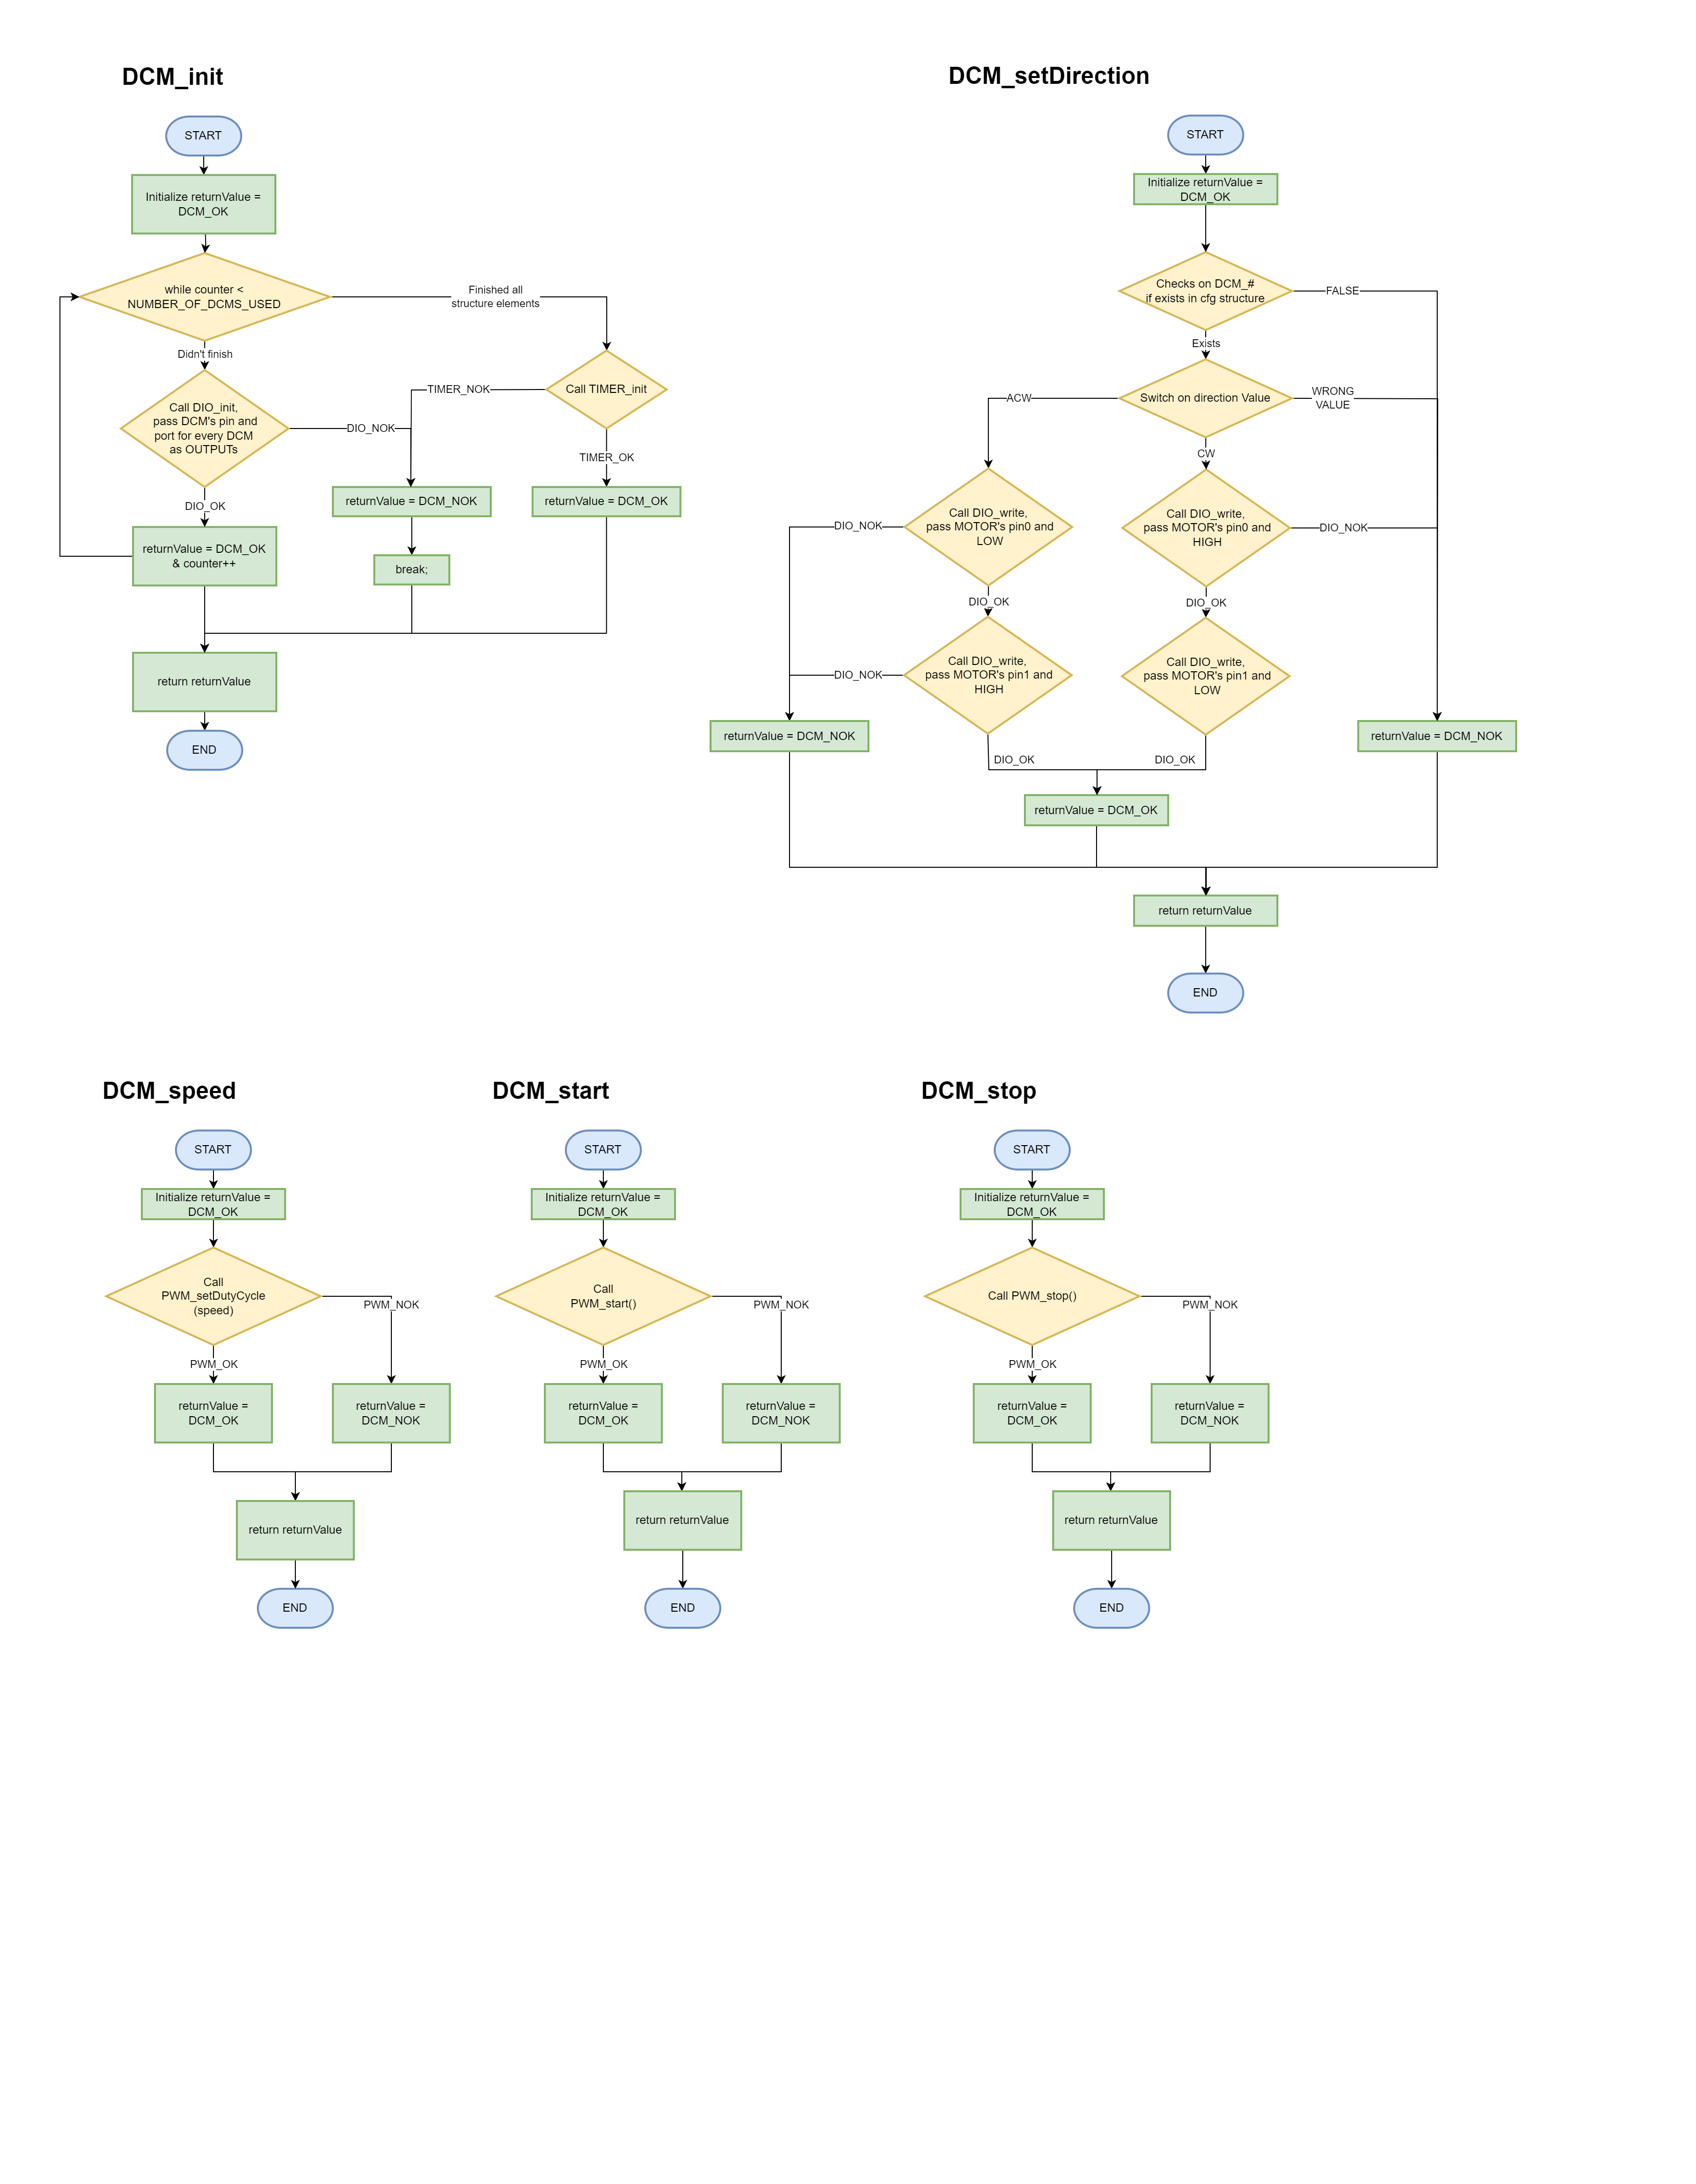 DCM_init
START
Initialize returnValue =
DCM_OK
while counter <
NUMBER_OF_DCMS_USED
Finished all
structure elements
Didn't finish
Call DIO_init,
pass DCM's pin and
port for every DCM
as OUTPUTs
DIO_NOK
TIMER_NOK
Call TIMER_init
TIMER_OK
DIO_OK
returnValue = DCM_NOK
returnValue = DCM_OK
returnValue = DCM_OK
& counter++
break;
return returnValue
END
DCM_setDirection
START
Initialize returnValue =
DCM_OK
Checks on DCM_#
if exists in cfg structure
FALSE
Exists
Switch on direction Value
ACW
WRONG
VALUE
CW
Call DIO_write,
pass MOTOR's pin0 and
LOW
DIO_NOK
Call DIO_write,
pass MOTOR's pin0 and
HIGH
DIO_NOK
DIO_OK
DIO_OK
Call DIO_write,
pass MOTOR's pin1 and
HIGH
DIO_NOK
Call DIO_write,
pass MOTOR's pin1 and
LOW
returnValue = DCM_NOK
returnValue = DCM_NOK
DIO_OK
DIO_OK
returnValue = DCM_OK
return returnValue
END
DCM_speed
START
Initialize returnValue =
DCM_OK
Call
PWM_setDutyCycle
(speed)
PWM_NOK
PWM_OK
returnValue =
DCM_OK
returnValue =
DCM_NOK
return returnValue
END
DCM_start
START
Initialize returnValue =
DCM_OK
Call
PWM_start()
PWM_NOK
PWM_OK
returnValue =
DCM_OK
returnValue =
DCM_NOK
return returnValue
END
DCM_stop
START
Initialize returnValue =
DCM_OK
Call PWM_stop()
PWM_NOK
PWM_OK
returnValue =
DCM_OK
returnValue =
DCM_NOK
return returnValue
END